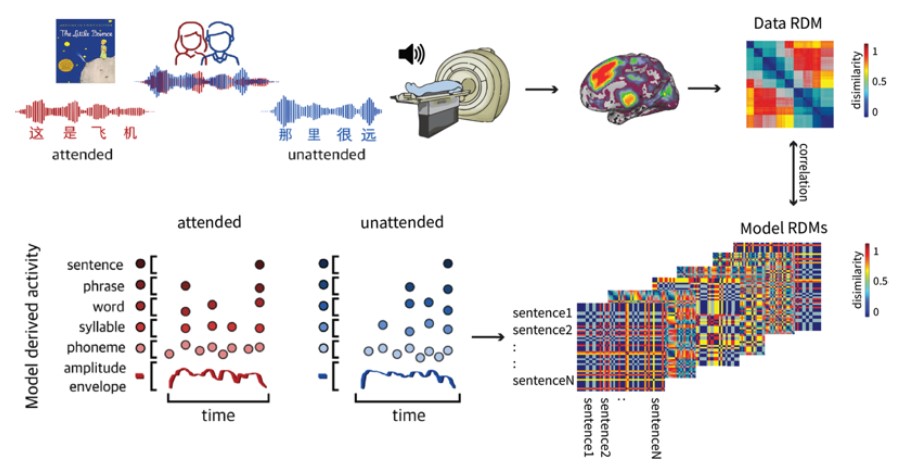 The Little Prince
Data RDM
1
0.5
0
disimilarity
这是飞机
attended
那里很远
unattended
correlation
attended
unattended
Model RDMs
1
0.5
0
disimilarity
Model derived activity
sentence
phrase
word
syllable
phoneme
amplitude
envelope
time
time
sentence1
sentence2
:
:
sentenceN
sentence1
sentence2
:
sentenceN